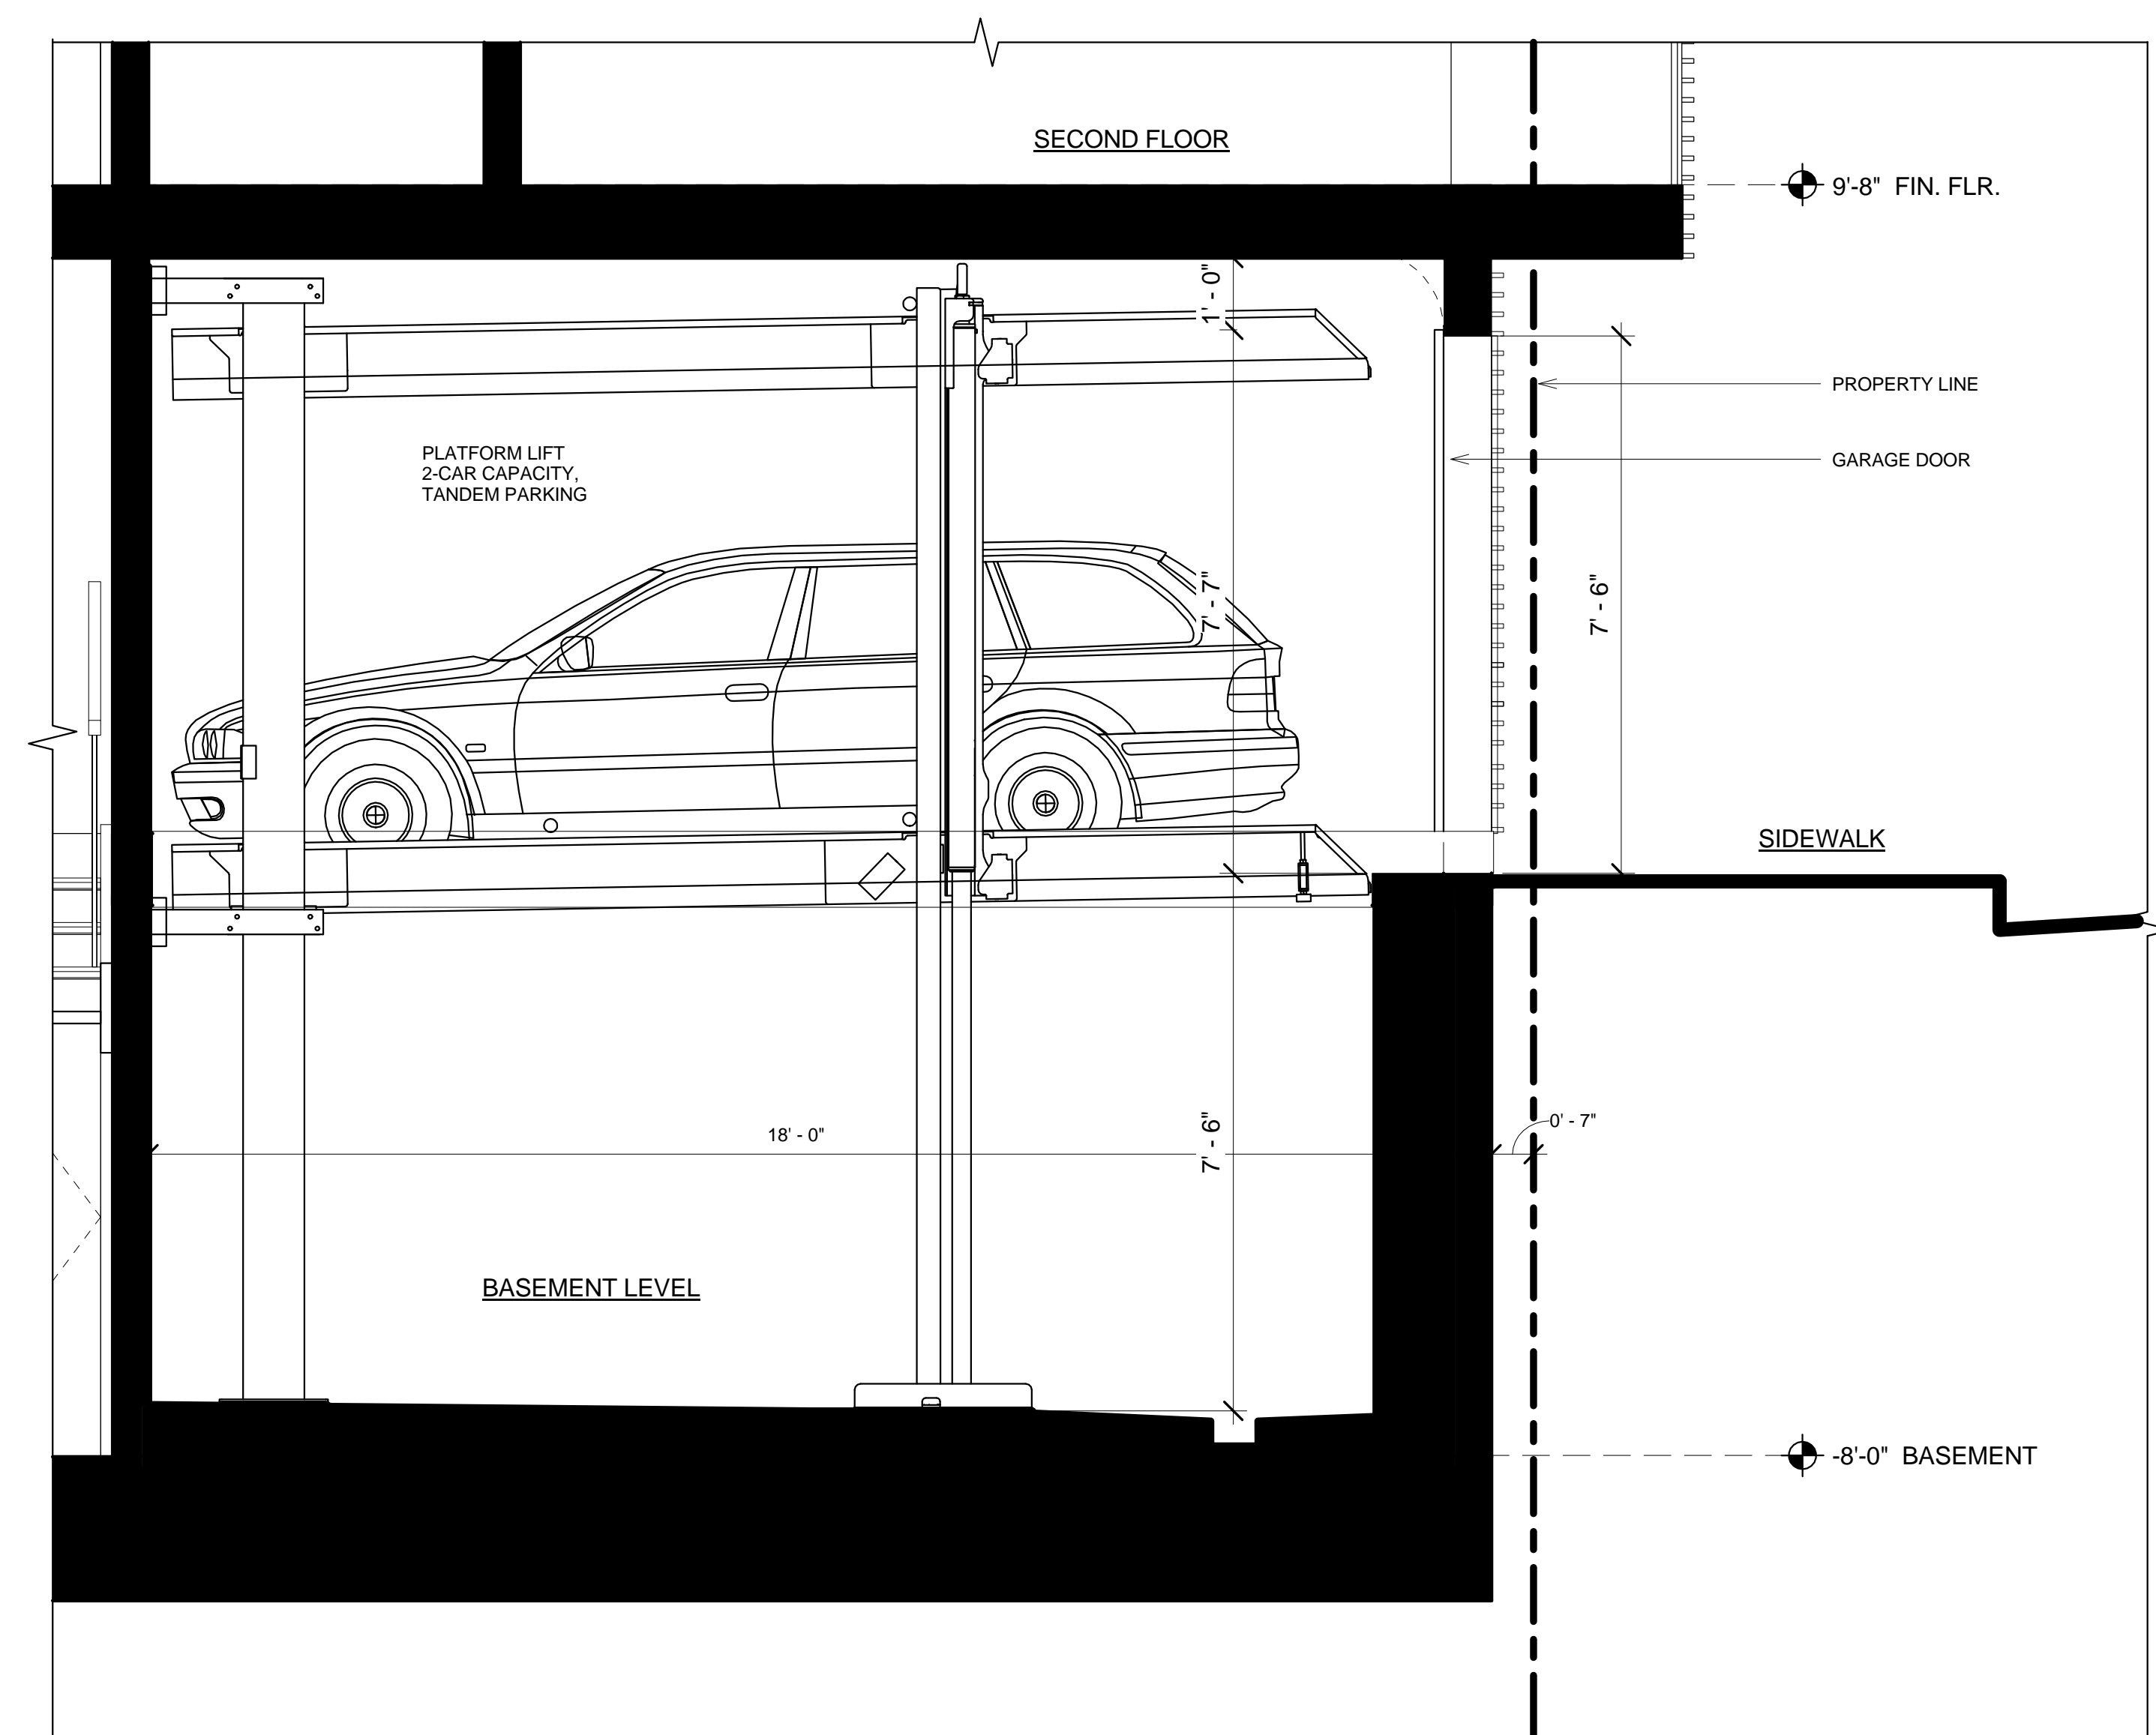 SECOND FLOOR
9'-8" FIN. FLR.
1' - 0"
PROPERTY LINE
PLATFORM LIFT
2-CAR CAPACITY,
TANDEM PARKING
GARAGE DOOR
7' - 7"
7' - 6"
SIDEWALK
18' - 0"
7' - 6"
0' - 7"
BASEMENT LEVEL
-8'-0" BASEMENT